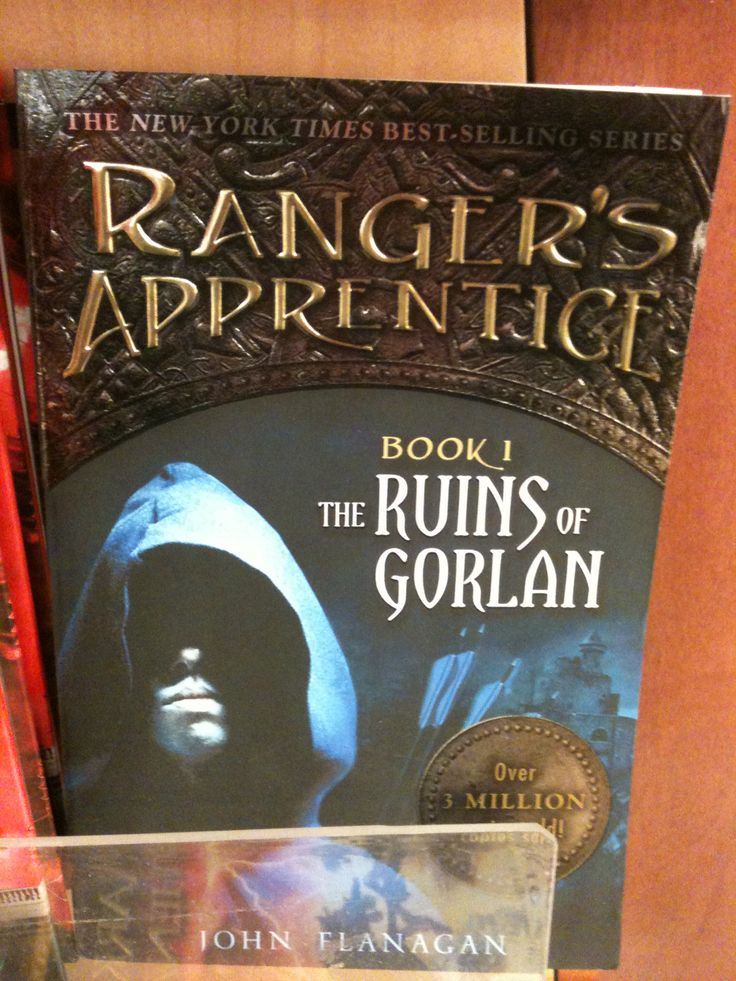 THE NEW YORK TIMES BEST-SELLING SERIES
RANGER'S
APPRENTICE
BOOK 1
THE RUINS OF
GORLAN
Over
3 MILLION
JOHN FLANAGAN